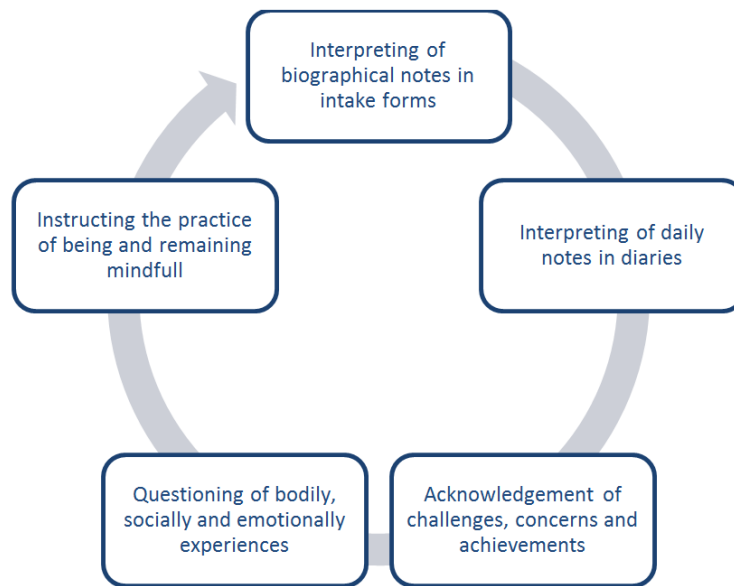 Interpreting of
biographical notes in
intake forms
Interpreting of daily
notes in diaries
Acknowledgement of
challenges, concerns and
achievements
Questioning of bodily,
socially and emotionally
experiences
Instructing the practice
of being and remaining
mindfull